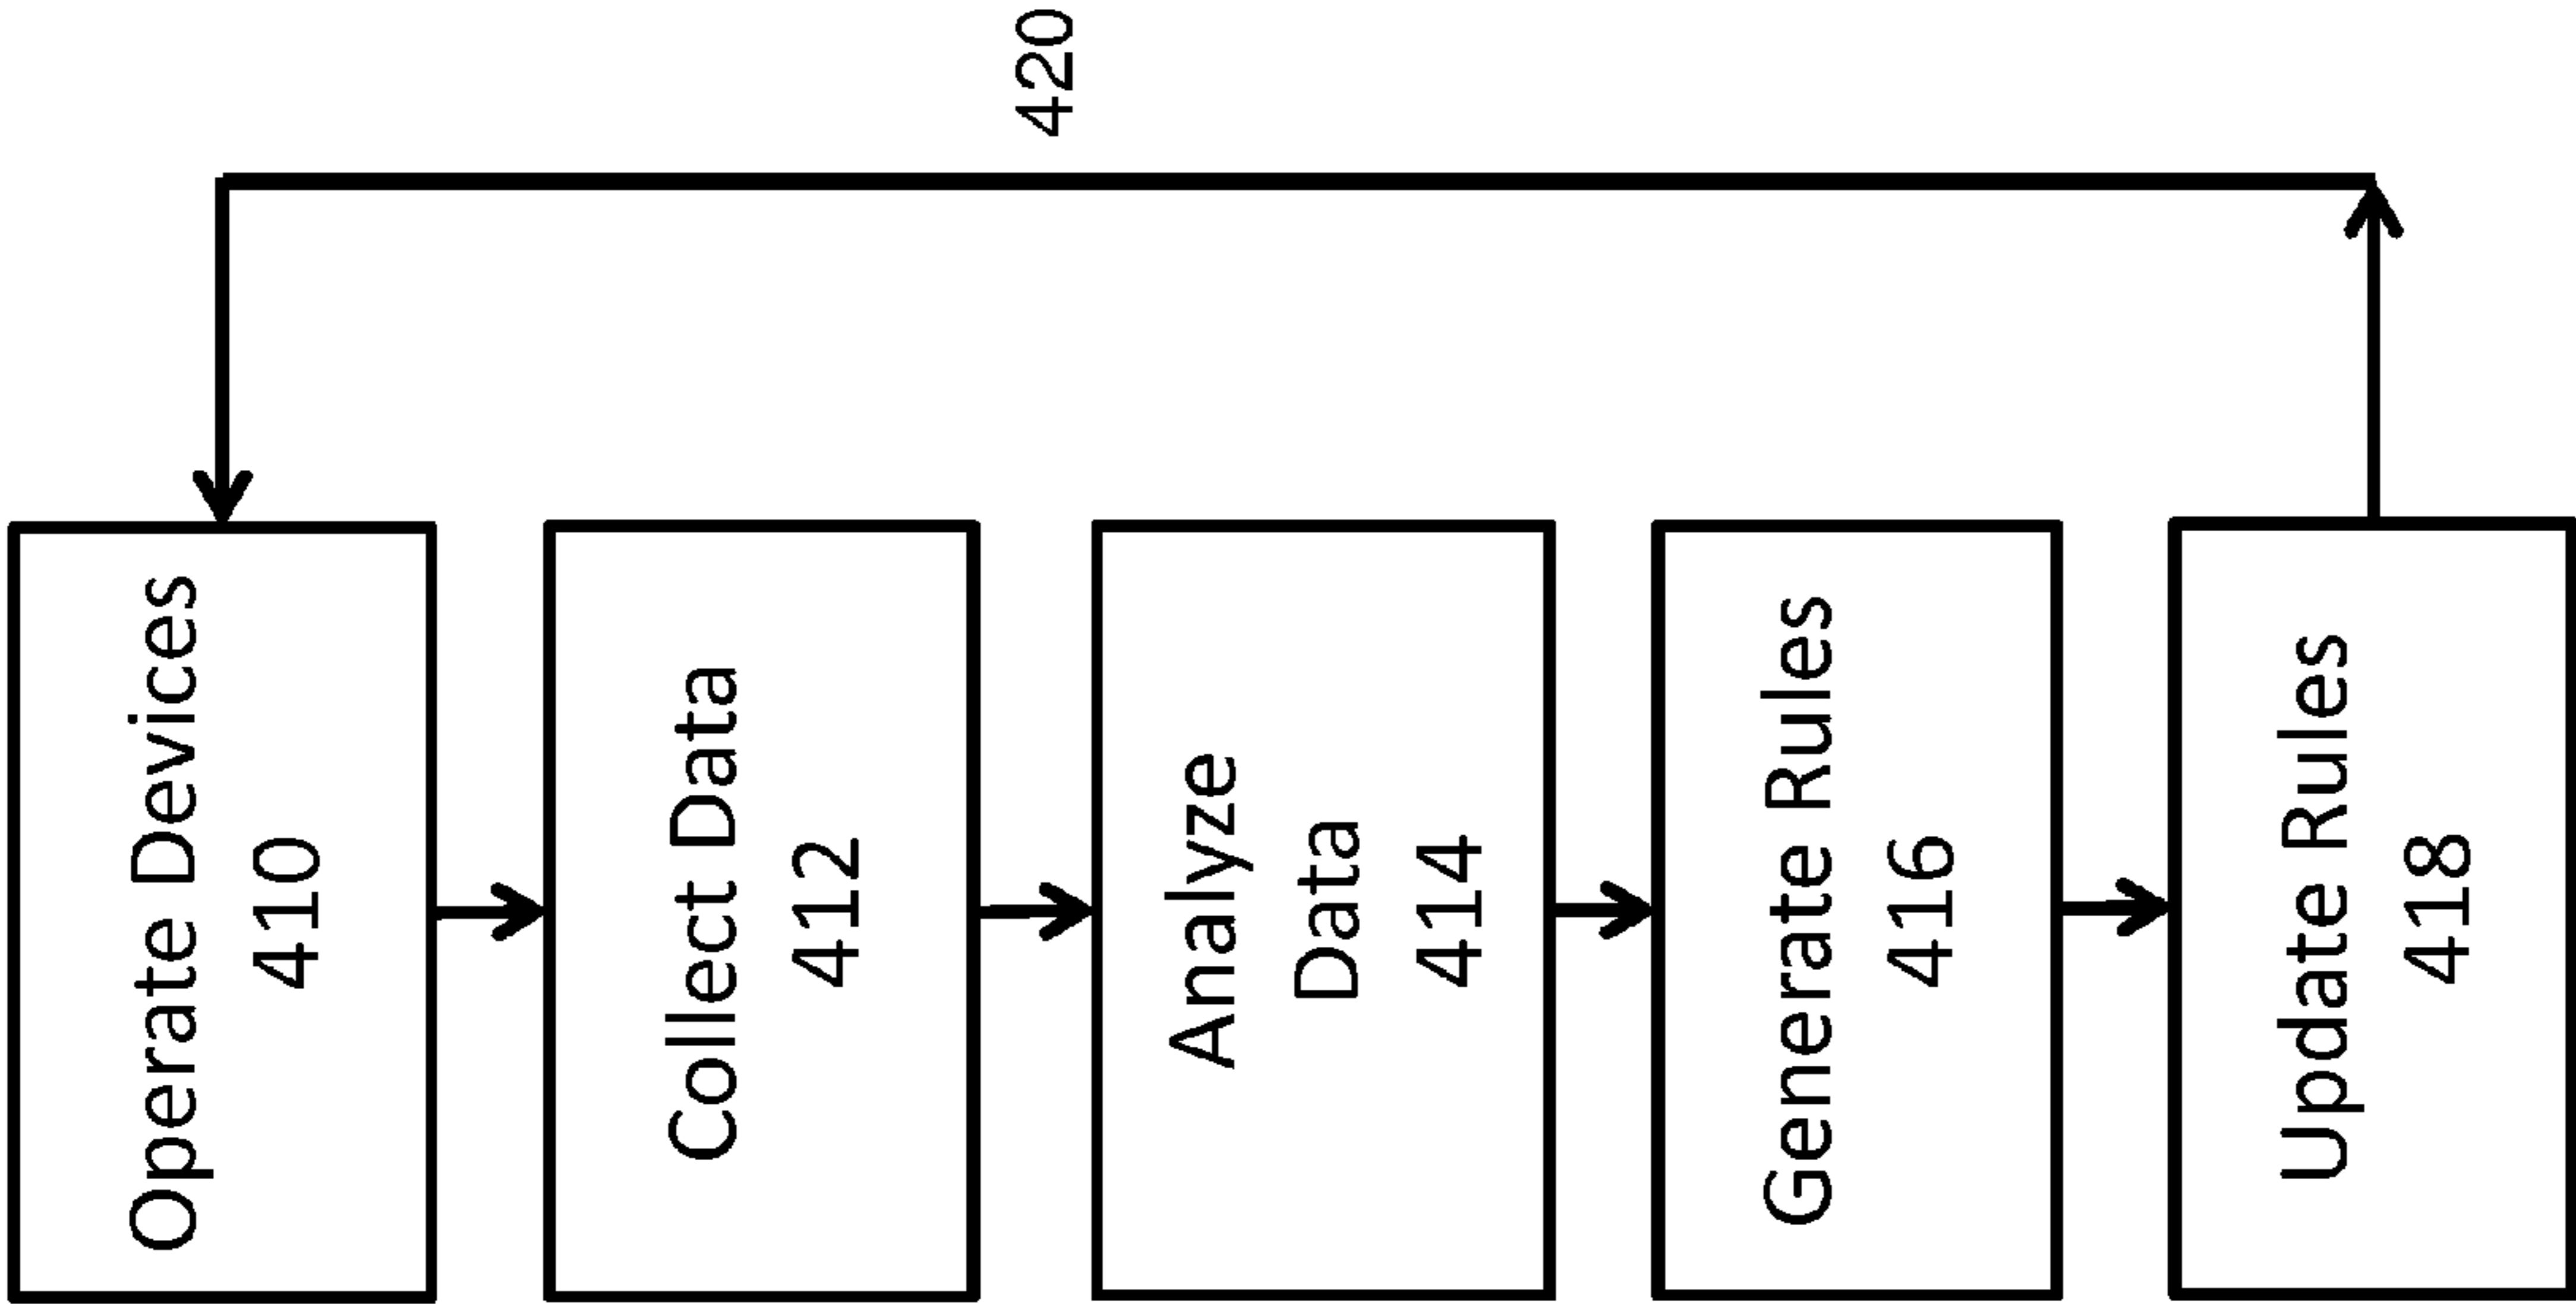 Operate Devices
410
Collect Data
412
Analyze
Data
414
Generate Rules
416
Update Rules
418
420